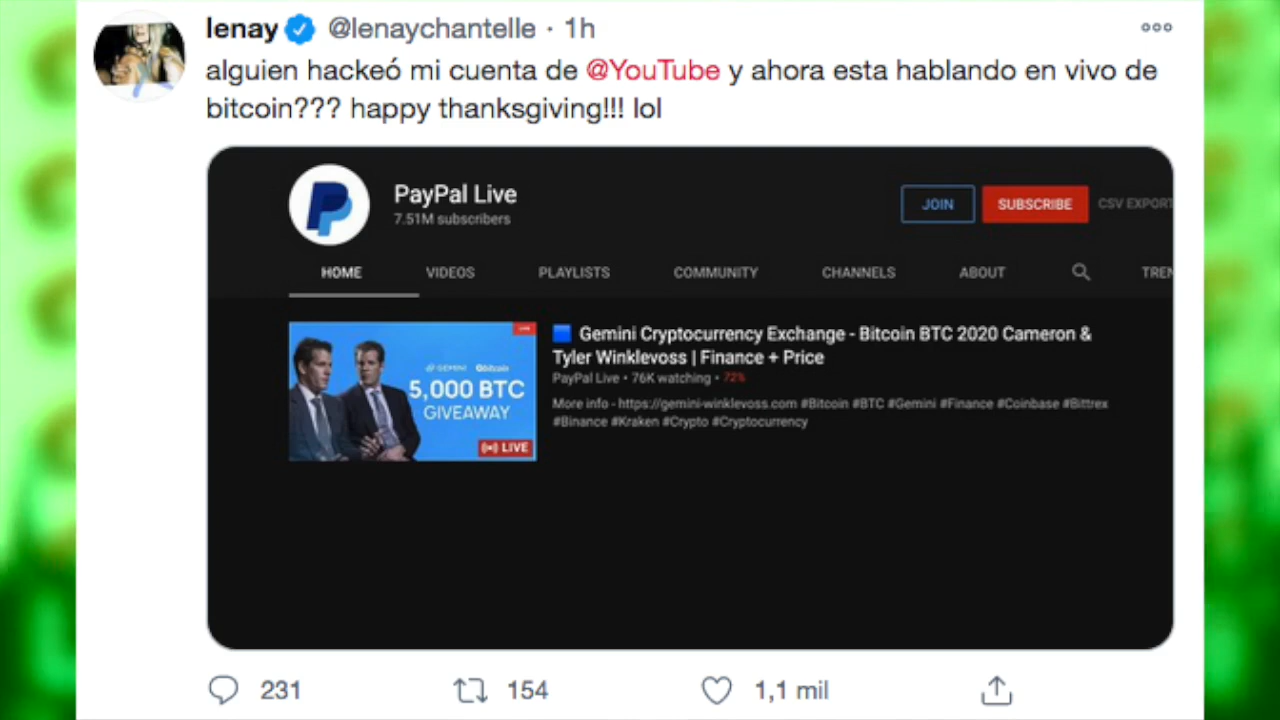 lenay @lenaychantelle · 1h
alguien hackeó mi cuenta de @YouTube y ahora esta hablando en vivo de
bitcoin??? happy thanksgiving!!! lol
PayPal Live
7.51M subscribers
JOIN
SUBSCRIBE
CSV EXPORT
HOME
VIDEOS
PLAYLISTS
COMMUNITY
CHANNELS
ABOUT
TREN
LIVE
GEMINI bitcoin
5,000 BTC
GIVEAWAY
LIVE
Gemini Cryptocurrency Exchange - Bitcoin BTC 2020 Cameron &
Tyler Winklevoss | Finance + Price
PayPal Live • 76K watching • 72%
More info - https://gemini-winklevoss.com #Bitcoin #BTC #Gemini #Finance #Coinbase #Bittrex
#Binance #Kraken #Crypto #Cryptocurrency
231
154
1,1 mil